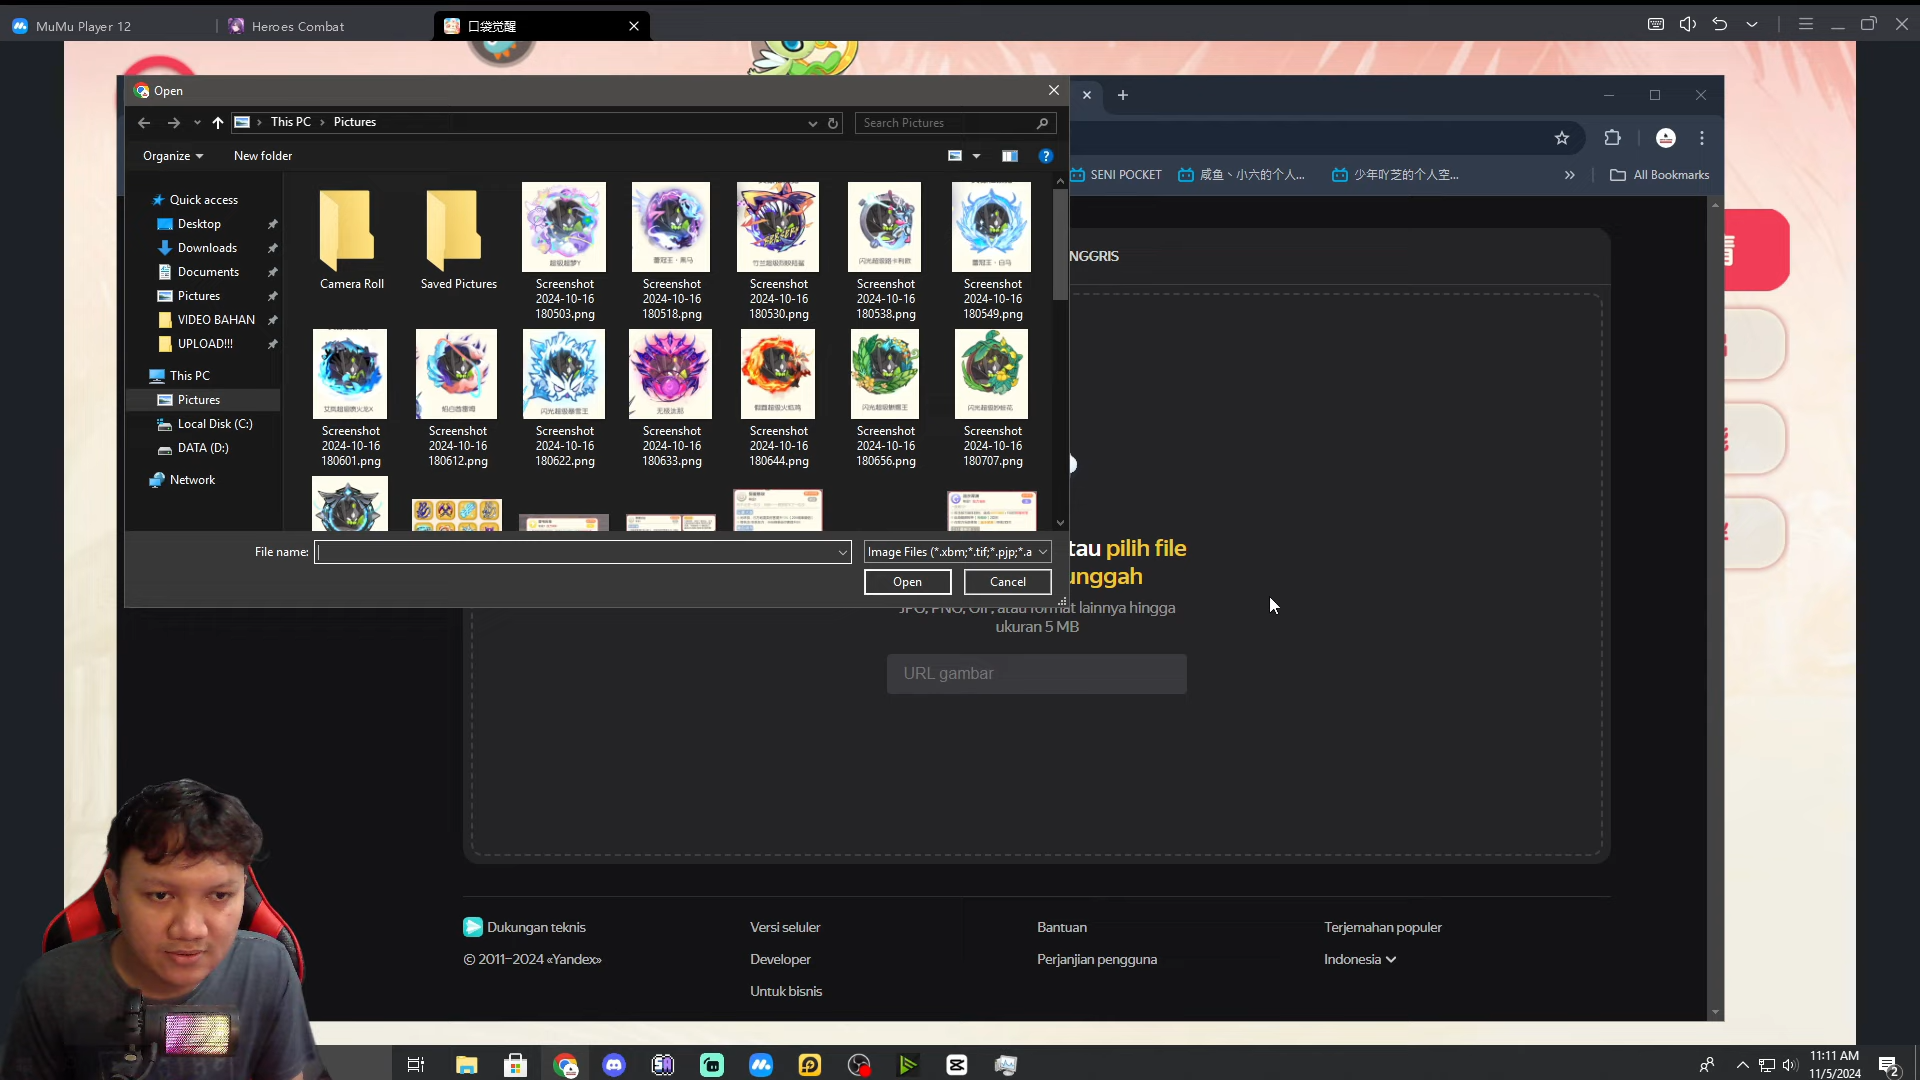 MuMu Player 12
Heroes Combat
口袋觉醒
Open
This PC
Pictures
Search Pictures
Organize
New folder
SENI POCKET
咸鱼丶小六的个人...
少年吖芝的个人空...
All Bookmarks
Quick access
Desktop
Downloads
Documents
Pictures
VIDEO BAHAN
UPLOAD!!!
This PC
Pictures
Local Disk (C:)
DATA (D:)
Network
Camera Roll
Saved Pictures
Screenshot
2024-10-16
180503.png
Screenshot
2024-10-16
180518.png
Screenshot
2024-10-16
180530.png
Screenshot
2024-10-16
180538.png
Screenshot
2024-10-16
180549.png
Screenshot
2024-10-16
180601.png
Screenshot
2024-10-16
180612.png
Screenshot
2024-10-16
180622.png
Screenshot
2024-10-16
180633.png
Screenshot
2024-10-16
180644.png
Screenshot
2024-10-16
180656.png
Screenshot
2024-10-16
180707.png
File name:
Image Files (*.xbm;*.tif;*.pjp;*.a
Open
Cancel
NGGRIS
tau pilih file
unggah
JPG, PNG, GIF, atau format lainnya hingga
ukuran 5 MB
URL gambar
Dukungan teknis
Versi seluler
Bantuan
Terjemahan populer
© 2011–2024 «Yandex»
Developer
Perjanjian pengguna
Indonesia
Untuk bisnis
11:11 AM
11/5/2024
2